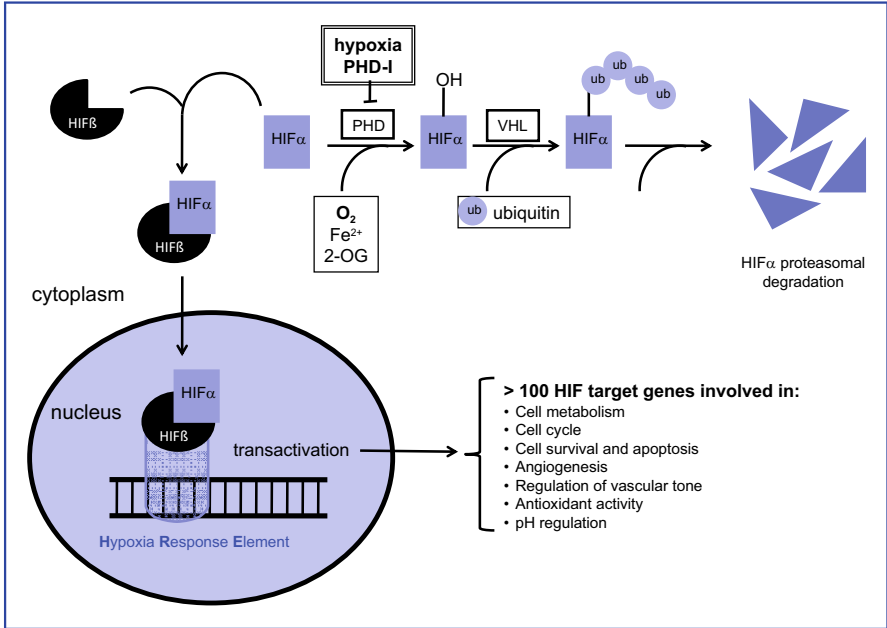 hypoxia
PHD-I
HIFß
HIFα
PHD
OH
HIFα
VHL
HIFα
ub
ub
ub
ub
O₂
Fe²⁺
2-OG
ub ubiquitin
HIFα proteasomal
degradation
HIFα
HIFß
cytoplasm
nucleus
HIFα
HIFß
transactivation
Hypoxia Response Element
> 100 HIF target genes involved in:
• Cell metabolism
• Cell cycle
• Cell survival and apoptosis
• Angiogenesis
• Regulation of vascular tone
• Antioxidant activity
• pH regulation